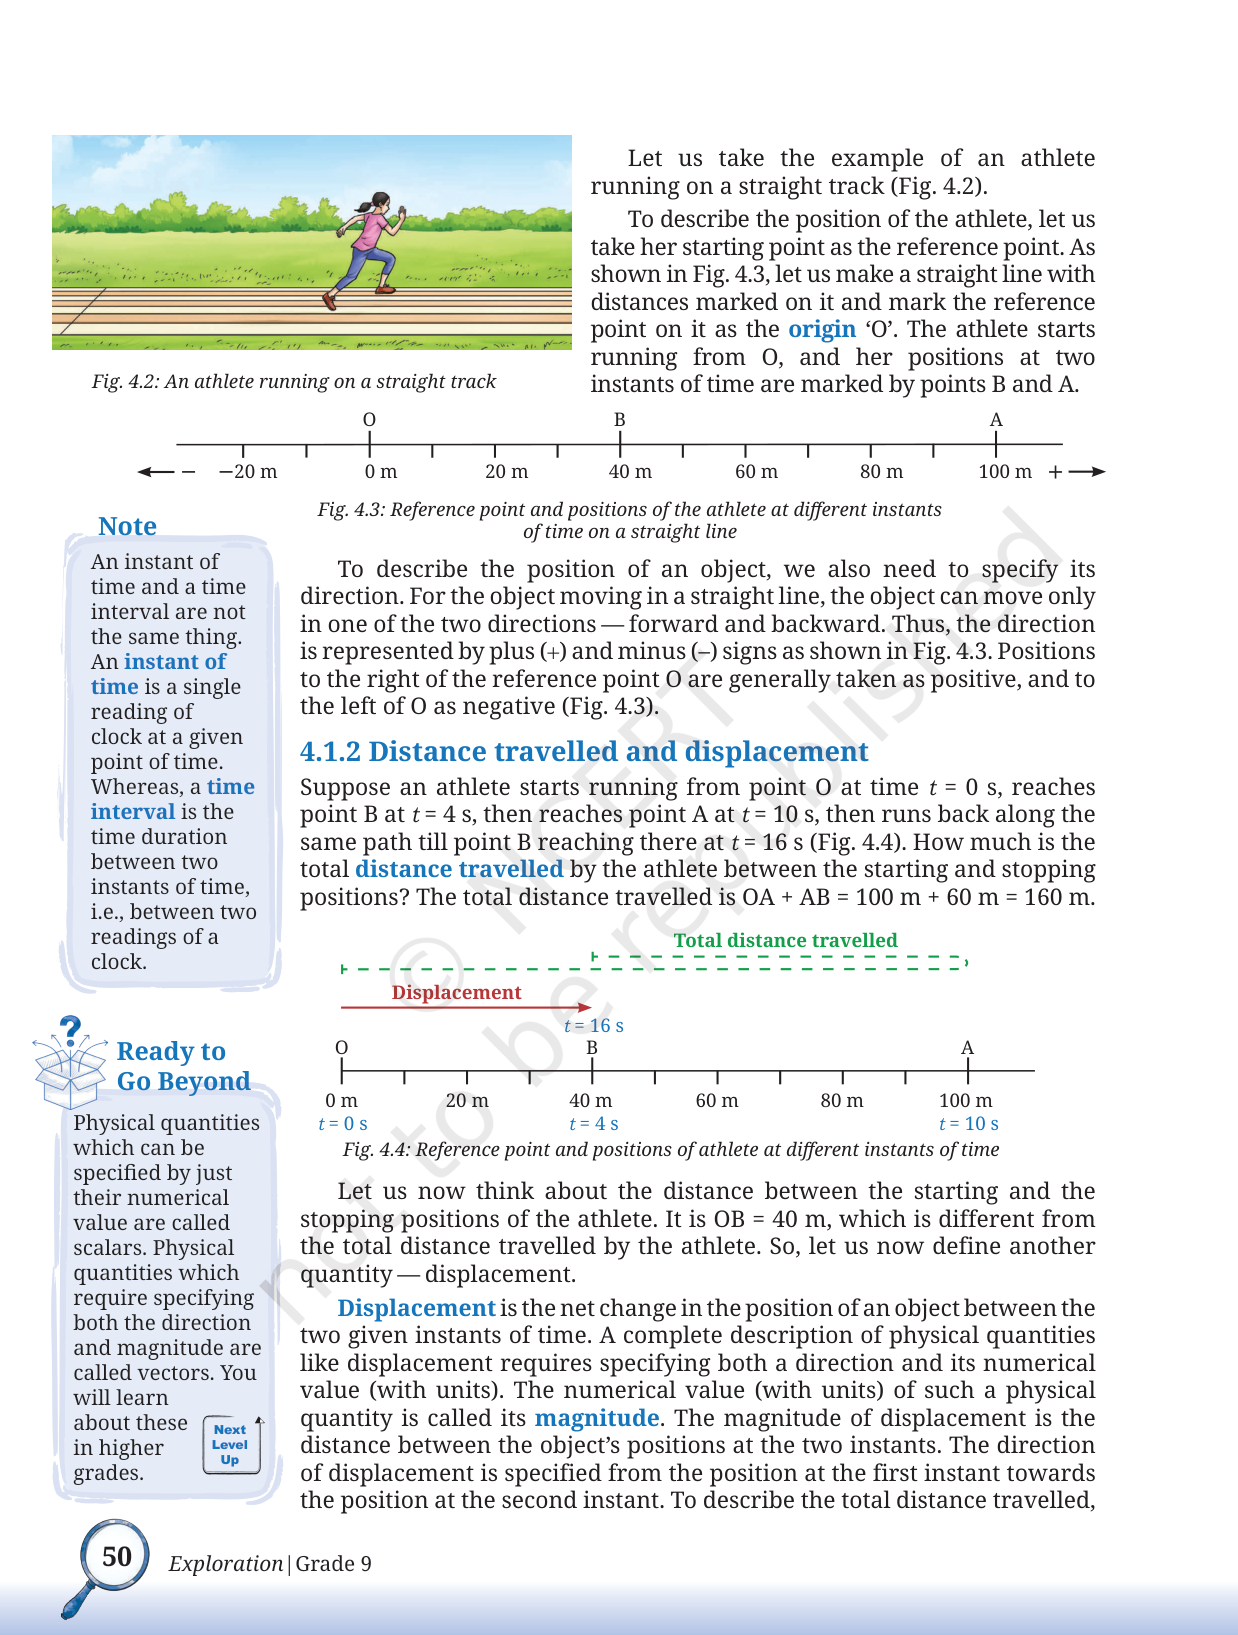 Let us take the example of an athlete
running on a straight track (Fig. 4.2).
To describe the position of the athlete, let us
take her starting point as the reference point. As
shown in Fig. 4.3, let us make a straight line with
distances marked on it and mark the reference
point on it as the origin ‘O’. The athlete starts
running from O, and her positions at two
instants of time are marked by points B and A.
Fig. 4.2: An athlete running on a straight track
O B A
− −20 m 0 m 20 m 40 m 60 m 80 m 100 m +
Fig. 4.3: Reference point and positions of the athlete at different instants
of time on a straight line
Note
An instant of
time and a time
interval are not
the same thing.
An instant of
time is a single
reading of
clock at a given
point of time.
Whereas, a time
interval is the
time duration
between two
instants of time,
i.e., between two
readings of a
clock.
To describe the position of an object, we also need to specify its
direction. For the object moving in a straight line, the object can move only
in one of the two directions — forward and backward. Thus, the direction
is represented by plus (+) and minus (–) signs as shown in Fig. 4.3. Positions
to the right of the reference point O are generally taken as positive, and to
the left of O as negative (Fig. 4.3).
4.1.2 Distance travelled and displacement
Suppose an athlete starts running from point O at time t = 0 s, reaches
point B at t = 4 s, then reaches point A at t = 10 s, then runs back along the
same path till point B reaching there at t = 16 s (Fig. 4.4). How much is the
total distance travelled by the athlete between the starting and stopping
positions? The total distance travelled is OA + AB = 100 m + 60 m = 160 m.
Total distance travelled
Displacement
t = 16 s
O B A
0 m 20 m 40 m 60 m 80 m 100 m
t = 0 s t = 4 s t = 10 s
Fig. 4.4: Reference point and positions of athlete at different instants of time
Ready to
Go Beyond
Physical quantities
which can be
specified by just
their numerical
value are called
scalars. Physical
quantities which
require specifying
both the direction
and magnitude are
called vectors. You
will learn
about these
in higher
grades.
Next
Level
Up
Let us now think about the distance between the starting and the
stopping positions of the athlete. It is OB = 40 m, which is different from
the total distance travelled by the athlete. So, let us now define another
quantity — displacement.
Displacement is the net change in the position of an object between the
two given instants of time. A complete description of physical quantities
like displacement requires specifying both a direction and its numerical
value (with units). The numerical value (with units) of such a physical
quantity is called its magnitude. The magnitude of displacement is the
distance between the object’s positions at the two instants. The direction
of displacement is specified from the position at the first instant towards
the position at the second instant. To describe the total distance travelled,
© NCERT
not to be republished
50
Exploration|Grade 9